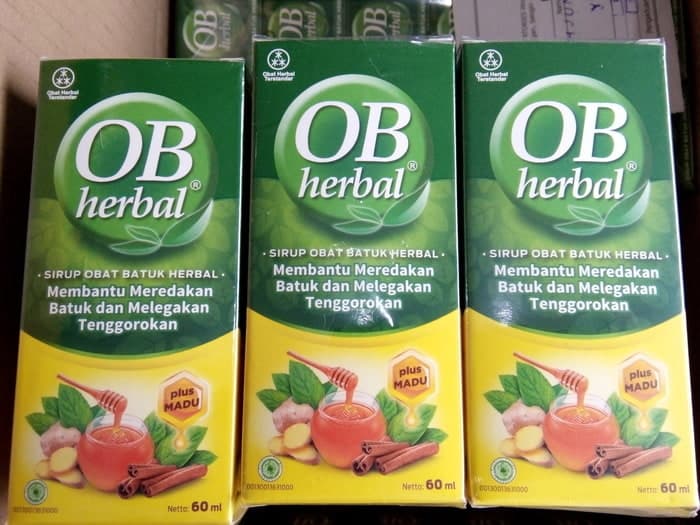 Obat Herbal
Terstandar
OB
herbal®
• SIRUP OBAT BATUK HERBAL •
Membantu Meredakan
Batuk dan Melegakan
Tenggorokan
plus
MADU
00130013631000
Netto: 60 ml
Obat Herbal
Terstandar
OB
herbal®
• SIRUP OBAT BATUK HERBAL •
Membantu Meredakan
Batuk dan Melegakan
Tenggorokan
plus
MADU
00130013631000
Netto: 60 ml
Obat Herbal
Terstandar
OB
herbal®
• SIRUP OBAT BATUK HERBAL •
Membantu Meredakan
Batuk dan Melegakan
Tenggorokan
plus
MADU
00130013631000
Netto: 60 ml